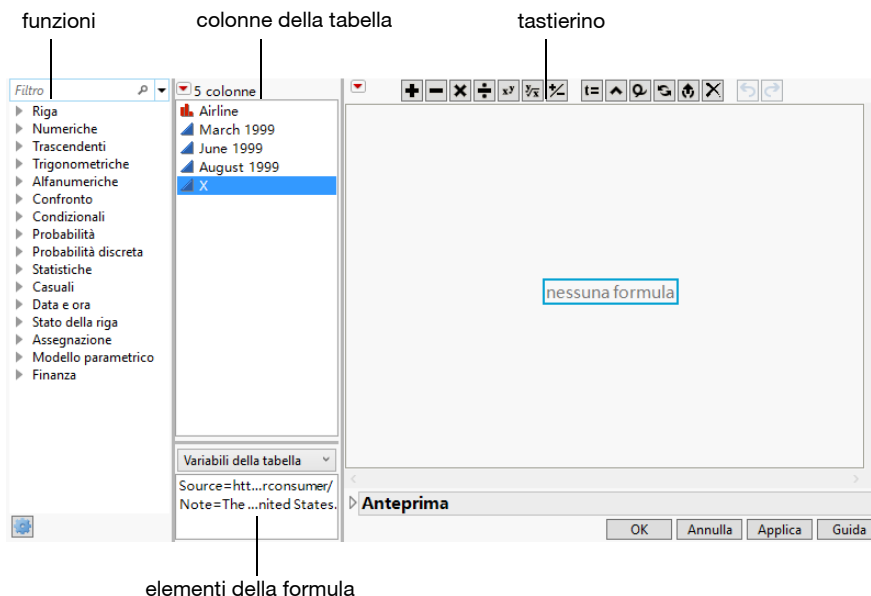 funzioni
colonne della tabella
tastierino
Filtro
Riga
Numeriche
Trascendenti
Trigonometriche
Alfanumeriche
Confronto
Condizionali
Probabilità
Probabilità discreta
Statistiche
Casuali
Data e ora
Stato della riga
Assegnazione
Modello parametrico
Finanza
5 colonne
Airline
March 1999
June 1999
August 1999
X
Variabili della tabella
Source=htt...rconsumer/
Note=The ...nited States.
xʸ
ʸ√x
+/-
t=
nessuna formula
Anteprima
OK
Annulla
Applica
Guida
elementi della formula